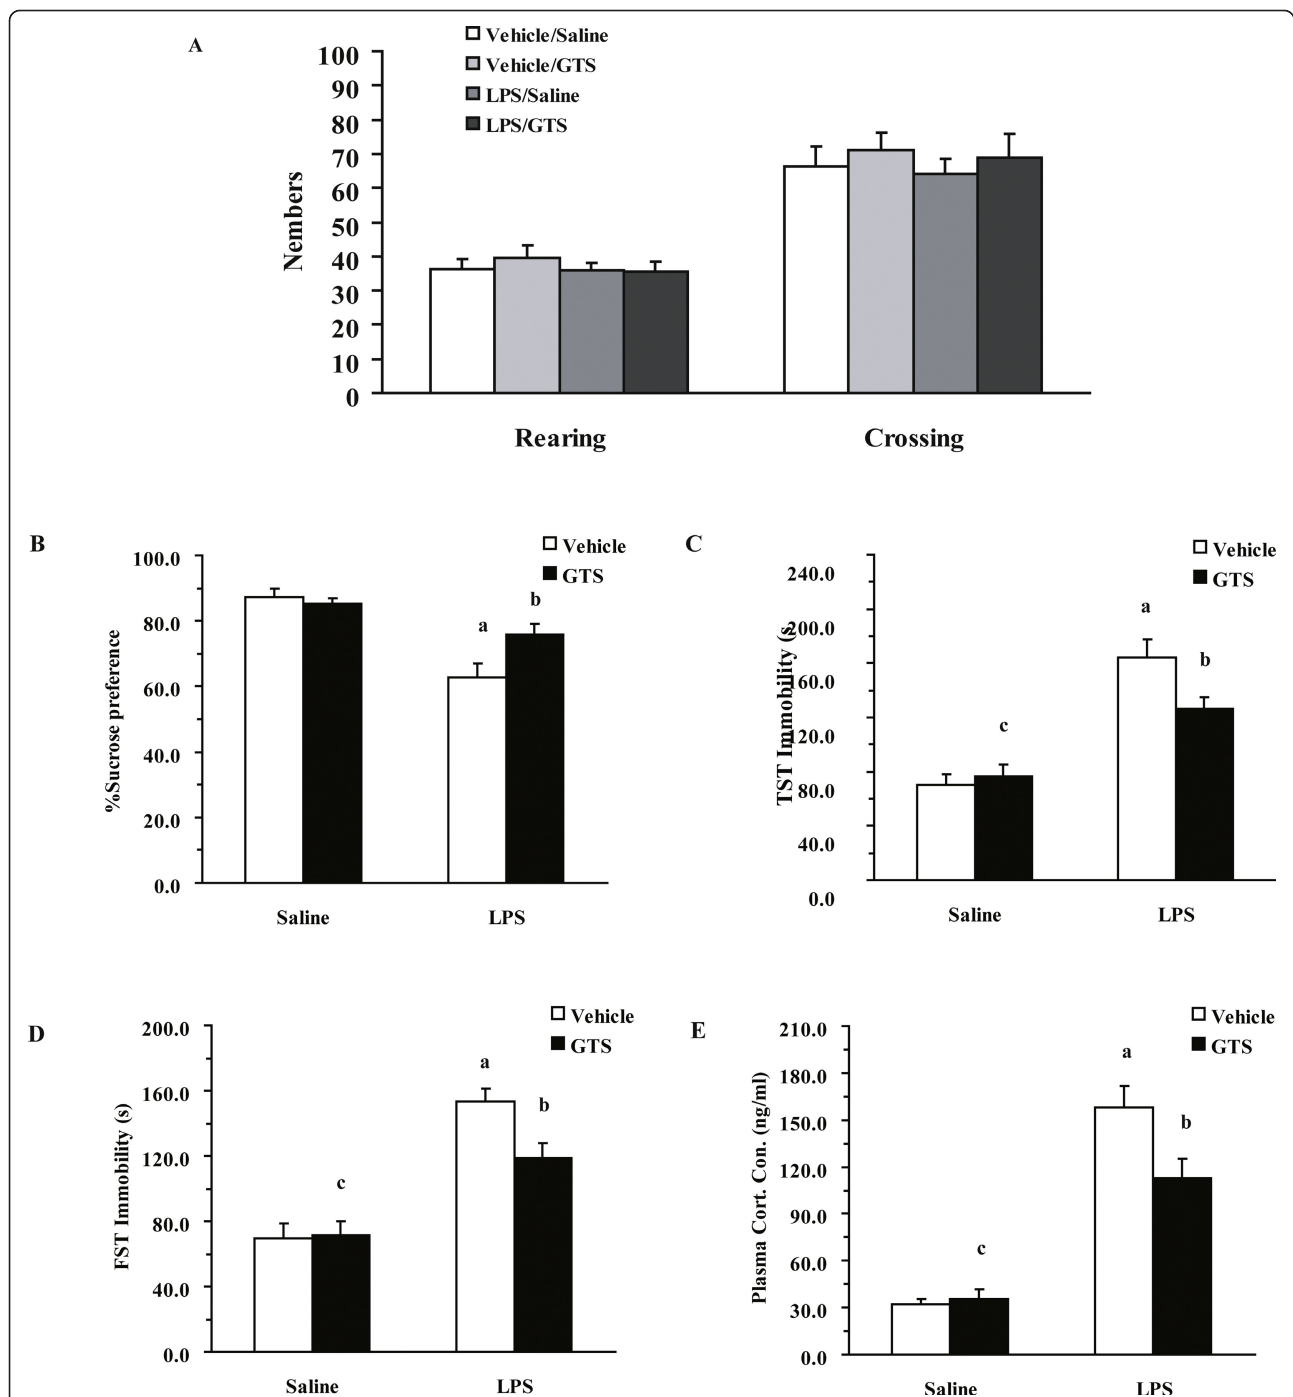 A
Vehicle/Saline
Vehicle/GTS
LPS/Saline
LPS/GTS
100
90
80
70
60
50
40
30
20
10
0
Nembers
Rearing
Crossing
B
Vehicle
GTS
100.0
80.0
60.0
40.0
20.0
0.0
%Sucrose preference
a
b
Saline
LPS
C
Vehicle
GTS
240.0
200.0
160.0
120.0
80.0
40.0
0.0
TST Immobility (s
c
a
b
Saline
LPS
D
Vehicle
GTS
200.0
160.0
120.0
80.0
40.0
0.0
FST Immobility (s)
c
a
b
Saline
LPS
E
Vehicle
GTS
210.0
180.0
150.0
120.0
90.0
60.0
30.0
0.0
Plasma Cort. Con. (ng/ml)
c
a
b
Saline
LPS